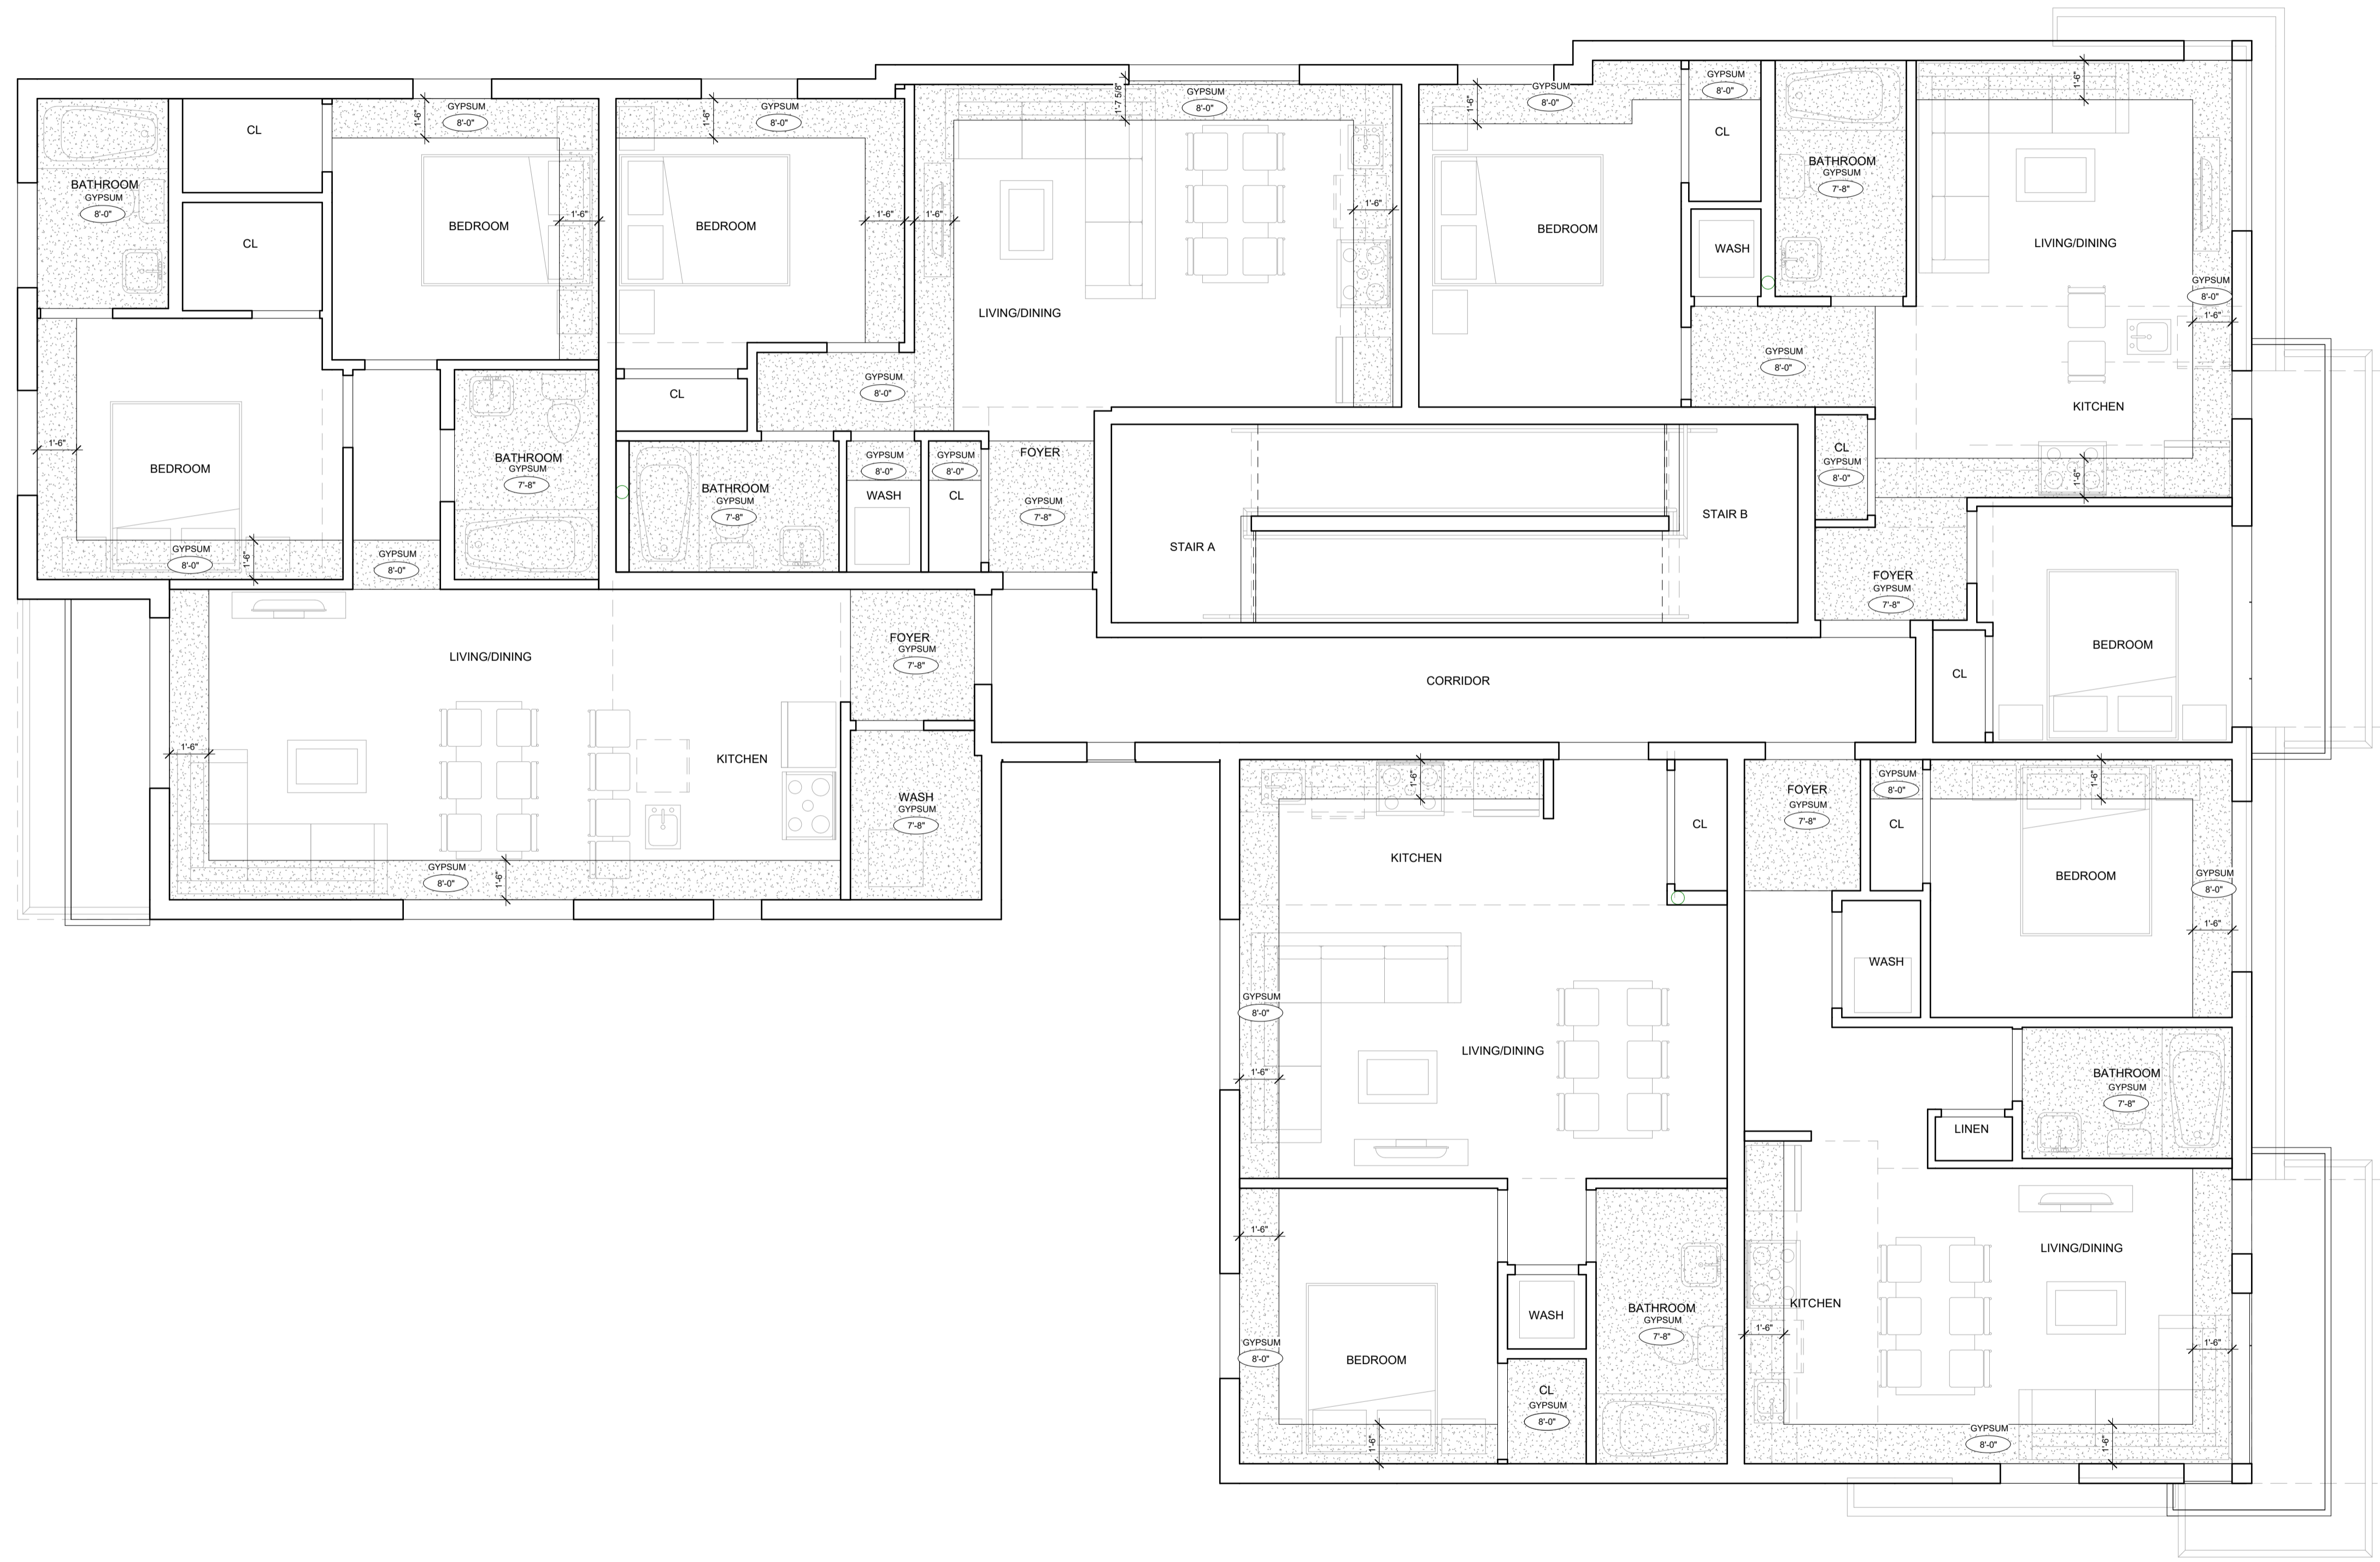 BATHROOM
GYPSUM
8'-0"
CL
CL
1'-6"
GYPSUM
8'-0"
BEDROOM
1'-6"
1'-6"
BEDROOM
GYPSUM
8'-0"
1'-6"
GYPSUM
8'-0"
BATHROOM
GYPSUM
7'-8"
1'-6"
GYPSUM
8'-0"
BEDROOM
1'-6"
CL
1'-6"
1'-7 5/8"
GYPSUM
8'-0"
1'-6"
LIVING/DINING
GYPSUM
8'-0"
BATHROOM
GYPSUM
7'-8"
GYPSUM
8'-0"
WASH
GYPSUM
8'-0"
CL
FOYER
GYPSUM
7'-8"
1'-6"
GYPSUM
8'-0"
BEDROOM
GYPSUM
8'-0"
CL
WASH
BATHROOM
GYPSUM
7'-8"
1'-6"
LIVING/DINING
GYPSUM
8'-0"
1'-6"
GYPSUM
8'-0"
KITCHEN
CL
GYPSUM
8'-0"
1'-6"
STAIR A
STAIR B
FOYER
GYPSUM
7'-8"
BEDROOM
CL
CORRIDOR
LIVING/DINING
FOYER
GYPSUM
7'-8"
1'-6"
KITCHEN
WASH
GYPSUM
7'-8"
GYPSUM
8'-0"
1'-6"
1'-6"
KITCHEN
CL
GYPSUM
8'-0"
LIVING/DINING
1'-6"
1'-6"
GYPSUM
8'-0"
BEDROOM
1'-6"
WASH
CL
GYPSUM
8'-0"
BATHROOM
GYPSUM
7'-8"
FOYER
GYPSUM
7'-8"
GYPSUM
8'-0"
CL
1'-6"
BEDROOM
GYPSUM
8'-0"
1'-6"
WASH
BATHROOM
GYPSUM
7'-8"
LINEN
LIVING/DINING
KITCHEN
1'-6"
1'-6"
GYPSUM
8'-0"
1'-6"